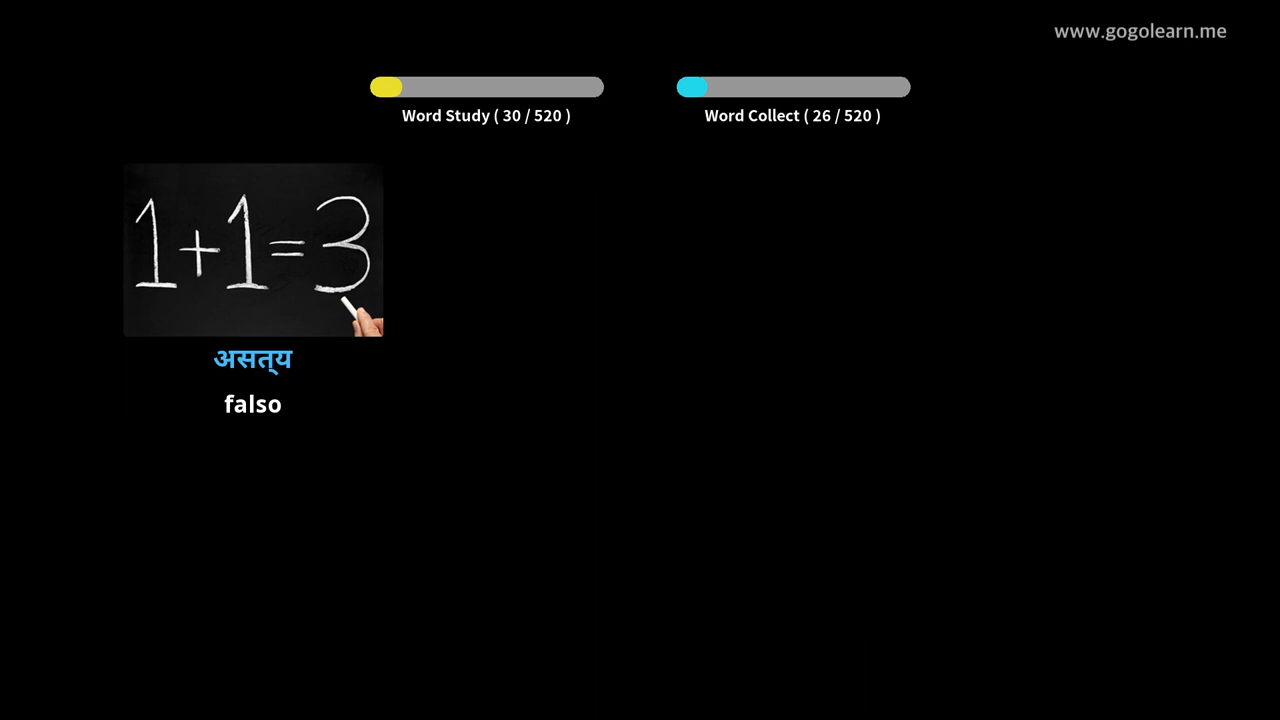 www.gogolearn.me
Word Study ( 30 / 520 )
Word Collect ( 26 / 520 )
1+1=3
असत्य
falso